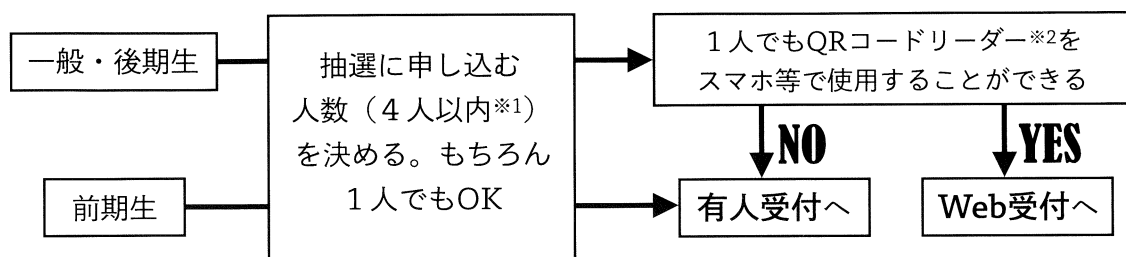 一般・後期生
前期生
抽選に申し込む
人数（４人以内※1）
を決める。もちろん
１人でもOK
１人でもQRコードリーダー※2を
スマホ等で使用することができる
NO
YES
有人受付へ
Web受付へ